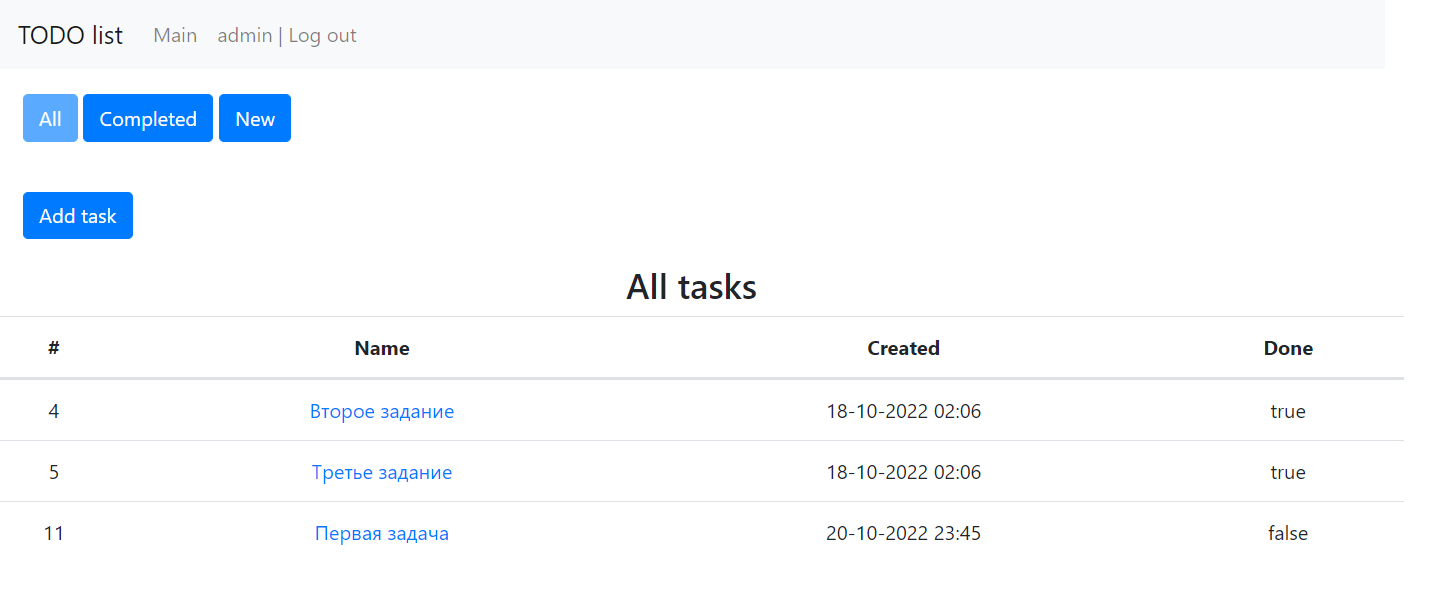 TODO list Main admin | Log out
All Completed New
Add task
All tasks
# Name Created Done
4 Второе задание 18-10-2022 02:06 true
5 Третье задание 18-10-2022 02:06 true
11 Первая задача 20-10-2022 23:45 false